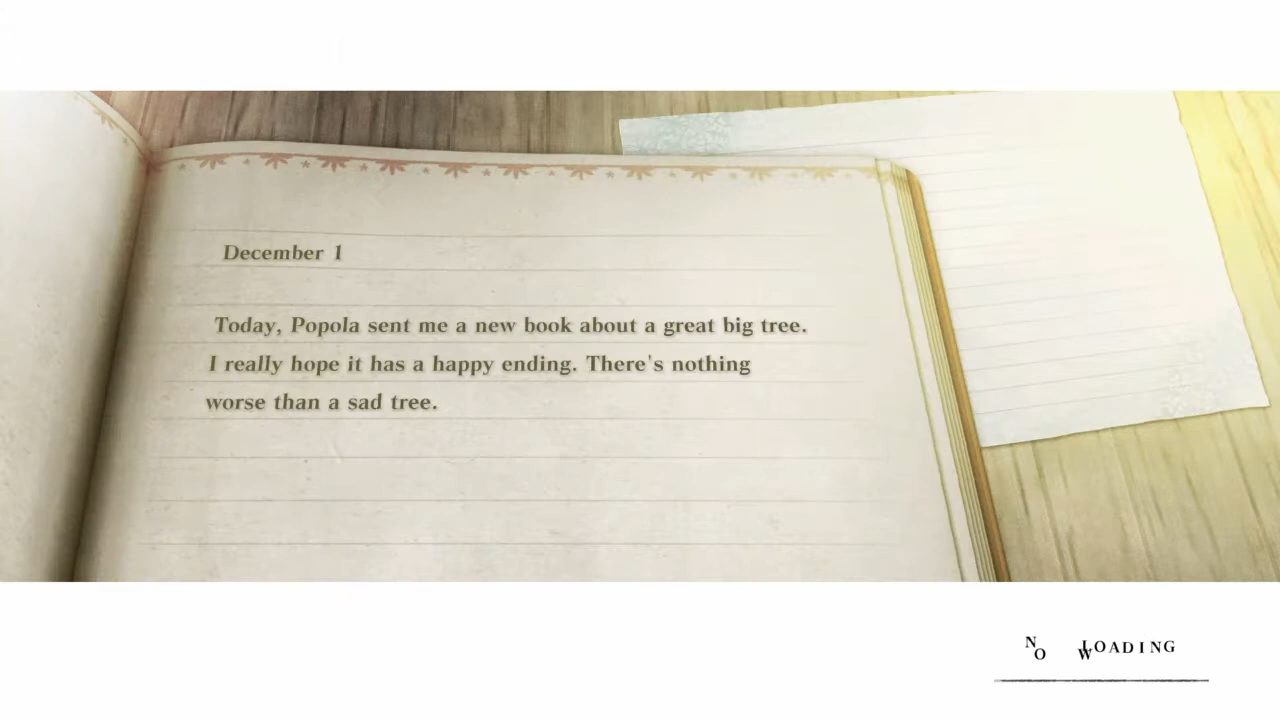 December 1
Today, Popola sent me a new book about a great big tree.
I really hope it has a happy ending. There's nothing
worse than a sad tree.
NOW LOADING